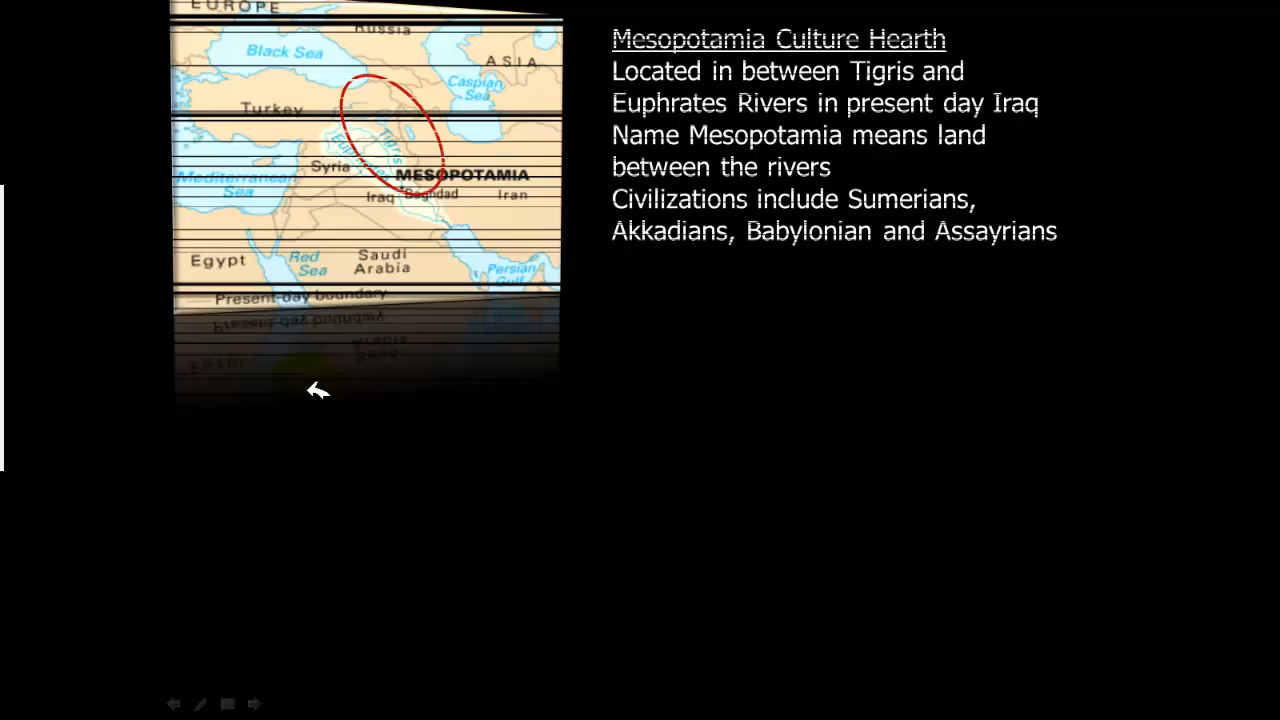 EUROPE
Russia
Black Sea
ASIA
Caspian
Sea
Turkey
Tigris
Euphrates
Syria
MESOPOTAMIA
Mediterranean
Sea
Iraq
Baghdad
Iran
Egypt
Red
Sea
Saudi
Arabia
Persian
Gulf
Present-day boundary
Mesopotamia Culture Hearth
Located in between Tigris and
Euphrates Rivers in present day Iraq
Name Mesopotamia means land
between the rivers
Civilizations include Sumerians,
Akkadians, Babylonian and Assayrians